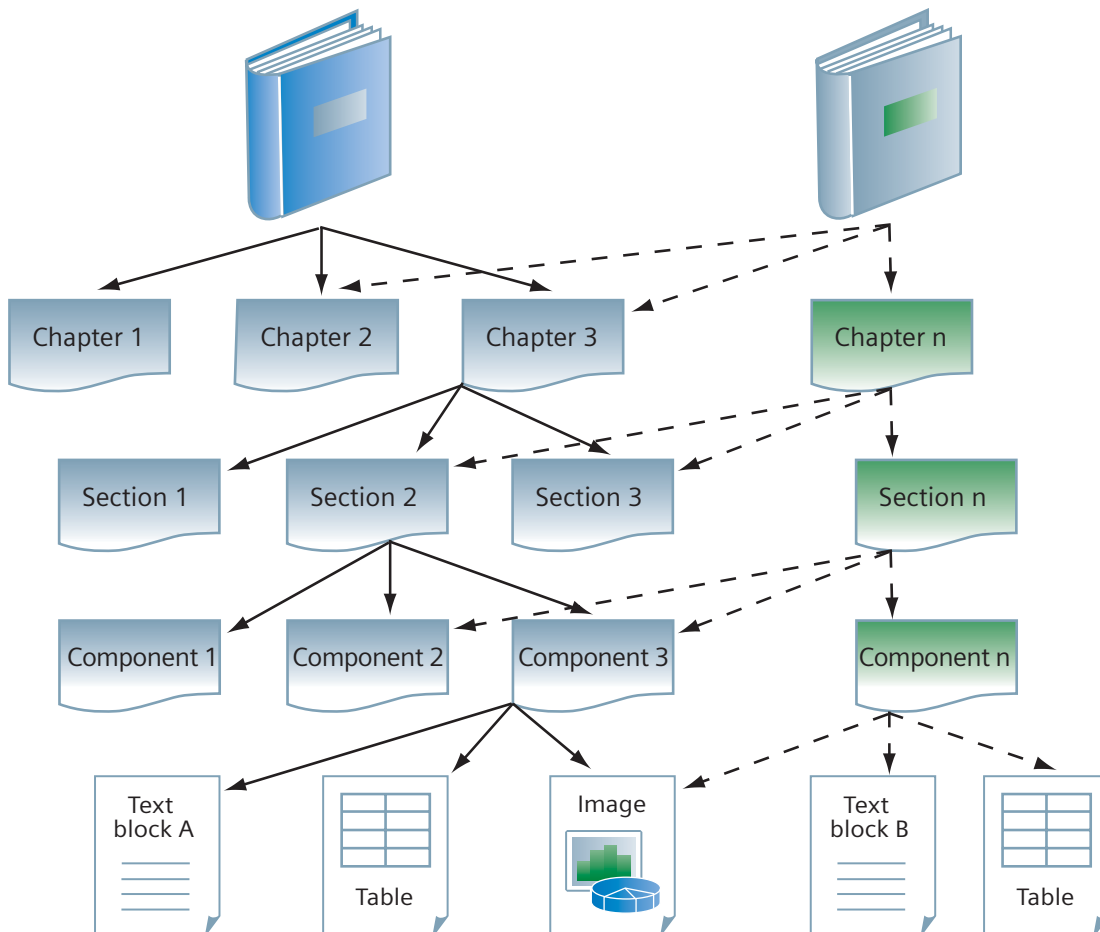 Chapter 1
Chapter 2
Chapter 3
Chapter n
Section 1
Section 2
Section 3
Section n
Component 1
Component 2
Component 3
Component n
Text
block A
Table
Image
Text
block B
Table